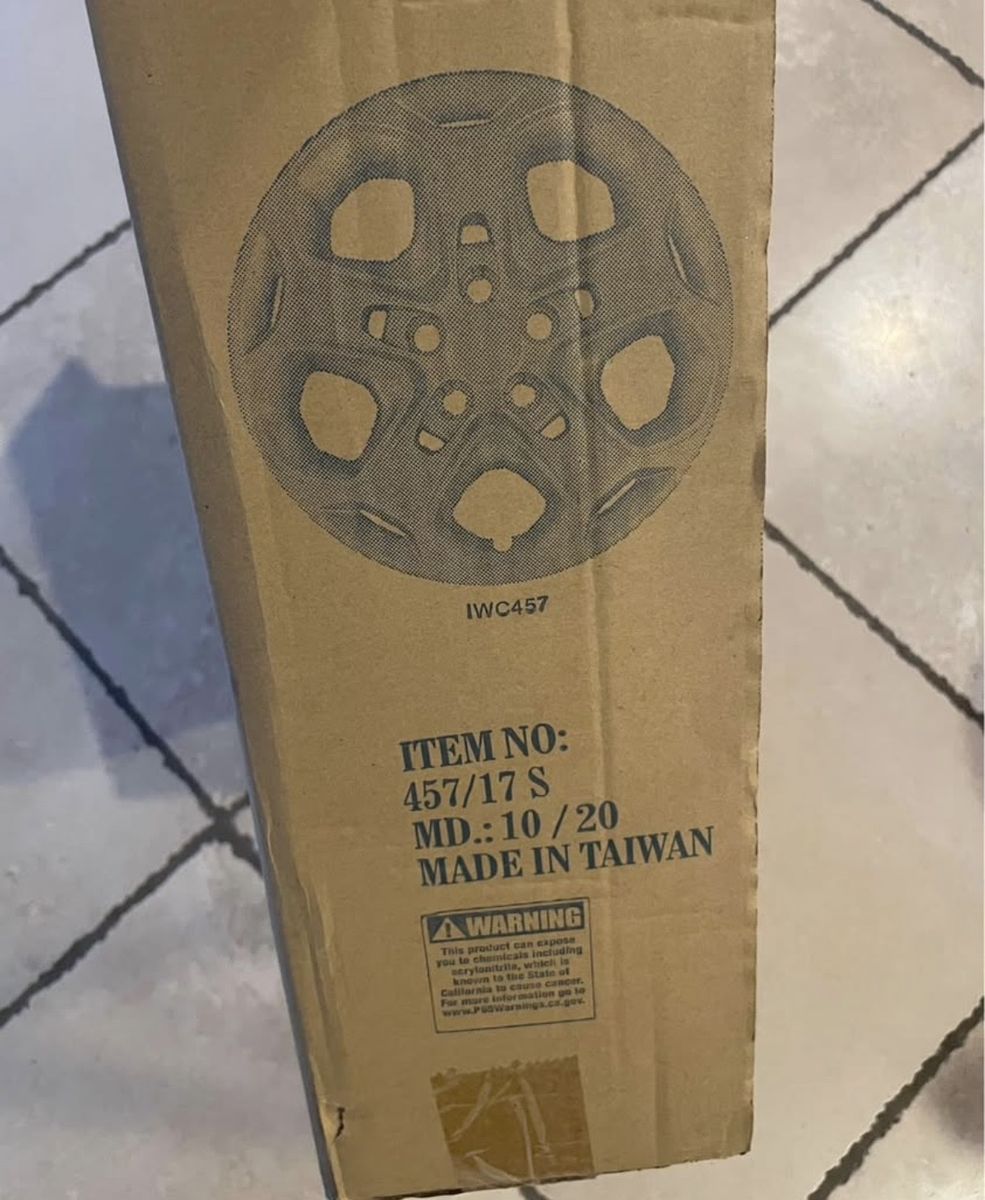 IWC457
ITEM NO:
457/17 S
MD.: 10 / 20
MADE IN TAIWAN
WARNING
This product can expose
you to chemicals including
acrylonitrile, which is
known to the State of
California to cause cancer.
For more information go to
www.P65Warnings.ca.gov.